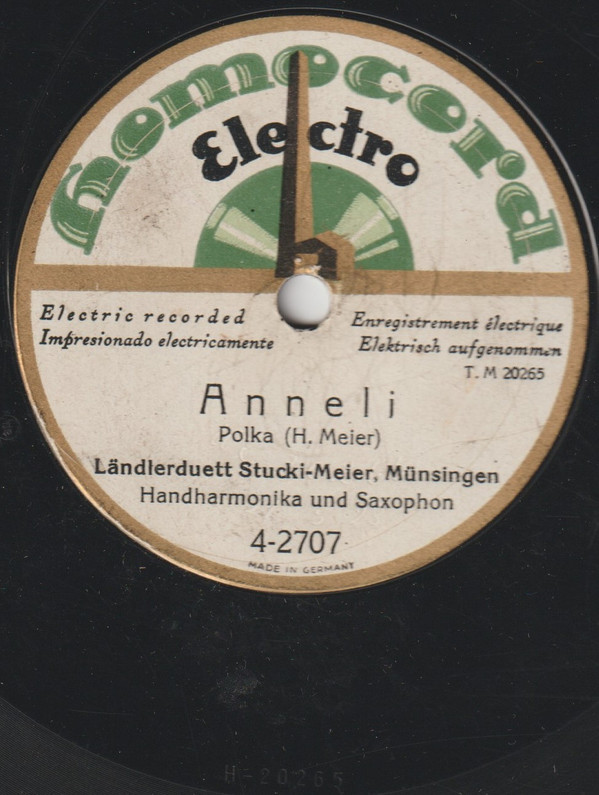 homocord
Electro
Electric recorded
Impresionado electricamente
Enregistrement électrique
Elektrisch aufgenommen
T. M 20265
Anneli
Polka (H. Meier)
Ländlerduett Stucki-Meier, Münsingen
Handharmonika und Saxophon
4-2707
MADE IN GERMANY
H-20265